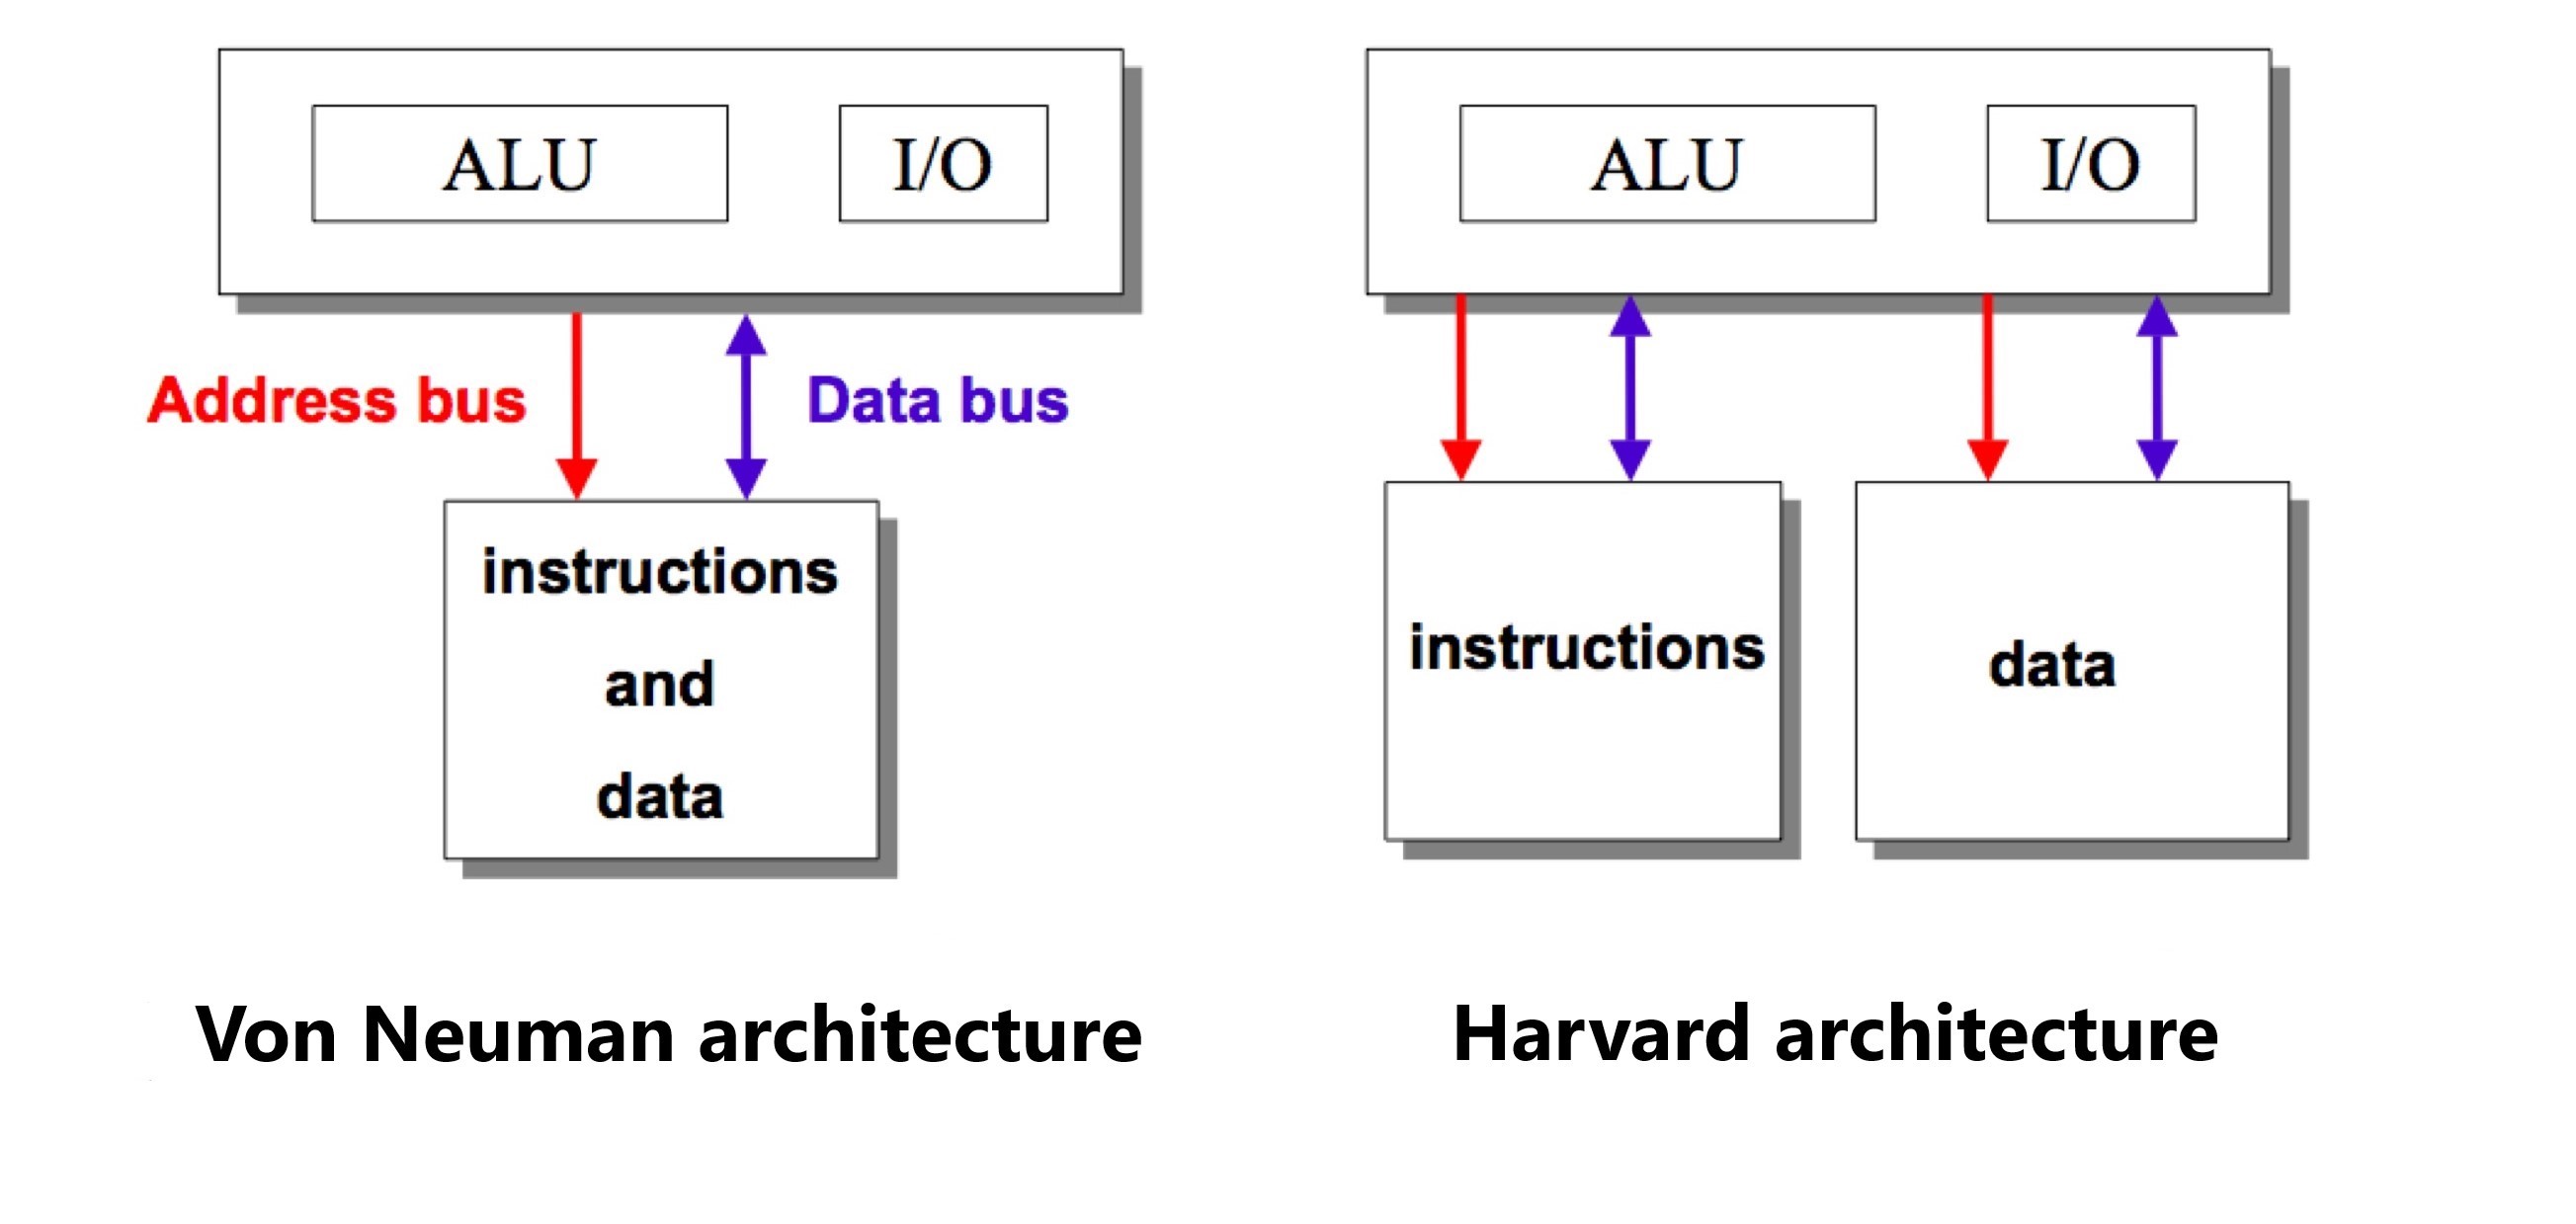 ALU
I/O
Address bus
Data bus
instructions
and
data
Von Neuman architecture
ALU
I/O
instructions
data
Harvard architecture